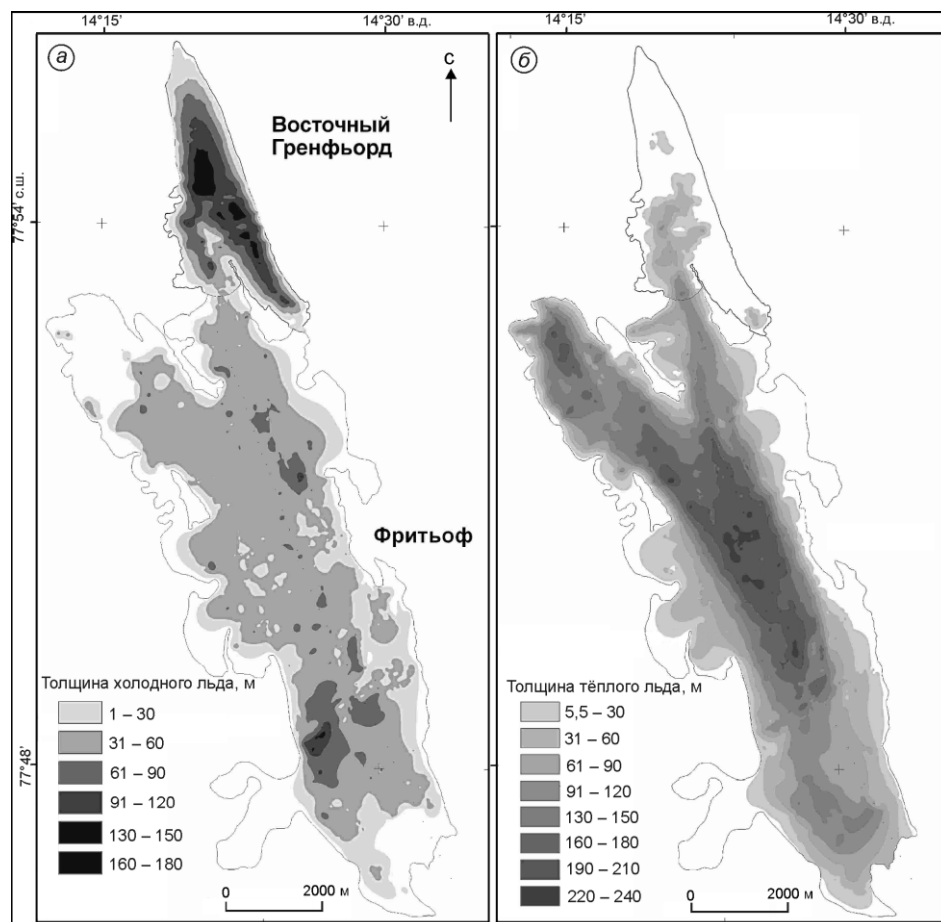 14°15'
14°30' в.д.
14°15'
14°30' в.д.
а
б
С
Восточный
Гренфьорд
77°54' с.ш.
Фритьоф
77°48'
Толщина холодного льда, м
1 – 30
31 – 60
61 – 90
91 – 120
130 – 150
160 – 180
0 2000 м
Толщина тёплого льда, м
5,5 – 30
31 – 60
61 – 90
91 – 120
130 – 150
160 – 180
190 – 210
220 – 240
0 2000 м